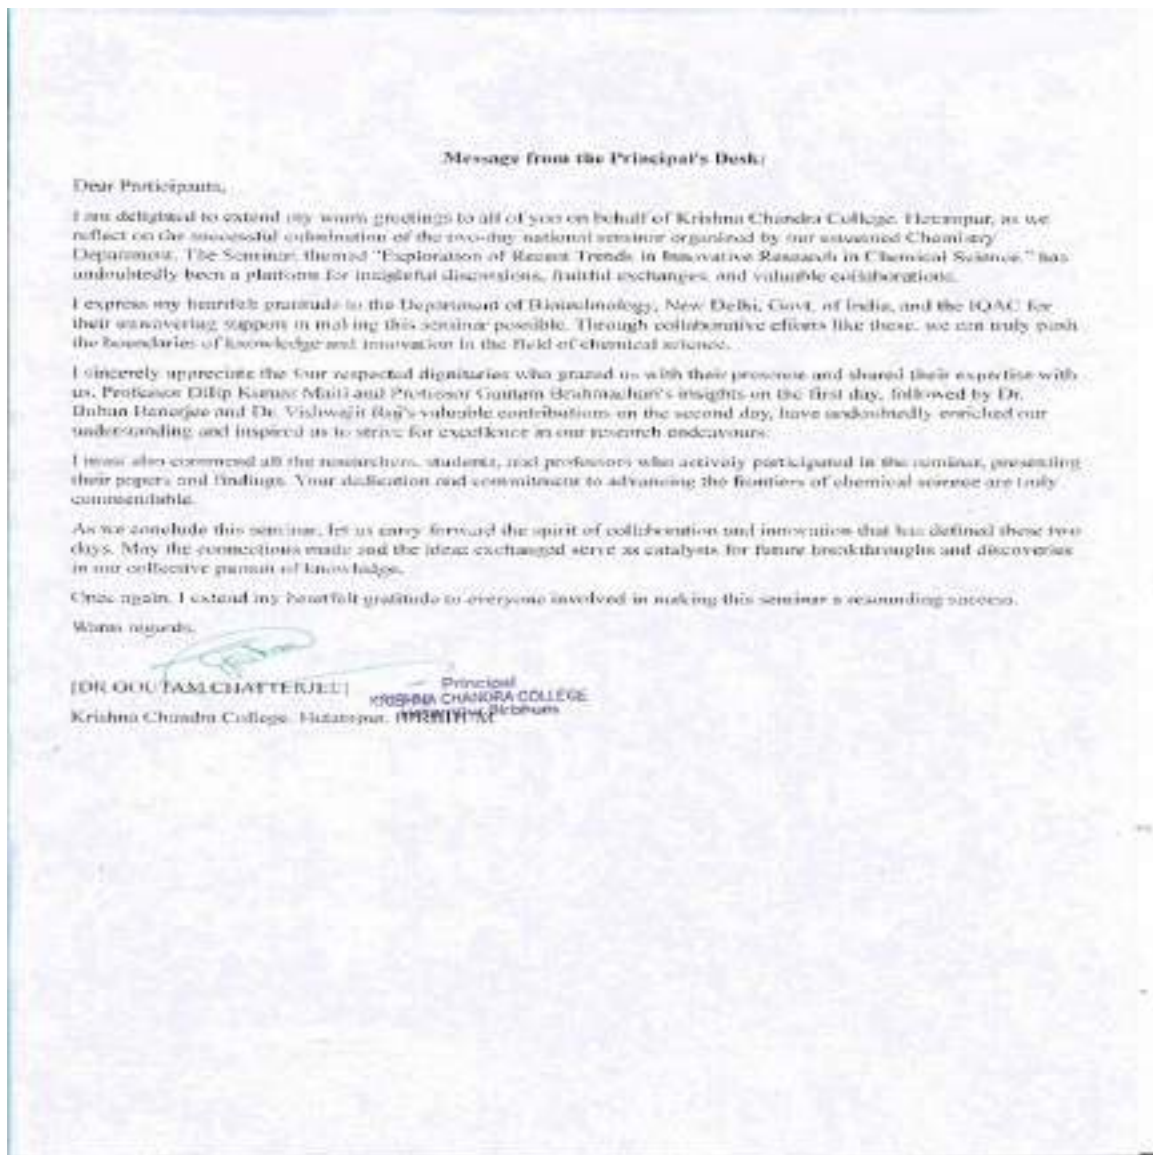 Message from the Principal's Desk:
Dear Participants,
I am delighted to extend my warm greetings to all of you on behalf of Krishna Chandra College, Hetampur, as we
reflect on the successful culmination of the two-day national seminar organized by our esteemed Chemistry
Department. The Seminar, themed "Exploration of Recent Trends in Innovative Research in Chemical Science," has
undoubtedly been a platform for insightful discussions, fruitful exchanges, and valuable collaborations.
I express my heartfelt gratitude to the Department of Biotechnology, New Delhi, Govt. of India, and the IQAC for
their unwavering support in making this seminar possible. Through collaborative efforts like these, we can truly push
the boundaries of knowledge and innovation in the field of chemical science.
I sincerely appreciate the four respected dignitaries who graced us with their presence and shared their expertise with
us. Professor Dilip Kumar Maiti and Professor Goutam Brahmachari's insights on the first day, followed by Dr.
Banerjee and Dr. Vishwajit valuable contributions on the second day, have undoubtedly enriched our
understanding and inspired us to strive for excellence in our research endeavours.
I must also commend all the researchers, students, and professors who actively participated in the seminar, presenting
their papers and findings. Your dedication and commitment to advancing the frontiers of chemical science are truly
commendable.
As we conclude this seminar, let us carry forward the spirit of collaboration and innovation that has defined these two
days. May the connections made and the ideas exchanged serve as catalysts for future breakthroughs and discoveries
in our collective pursuit of knowledge.
Once again, I extend my heartfelt gratitude to everyone involved in making this seminar a resounding success.
Warm regards,
[DR GOUTAM CHATTERJEE]
Principal
KRISHNA CHANDRA COLLEGE
Hetampur Birbhum
Krishna Chandra College, Hetampur, BIRBHUM